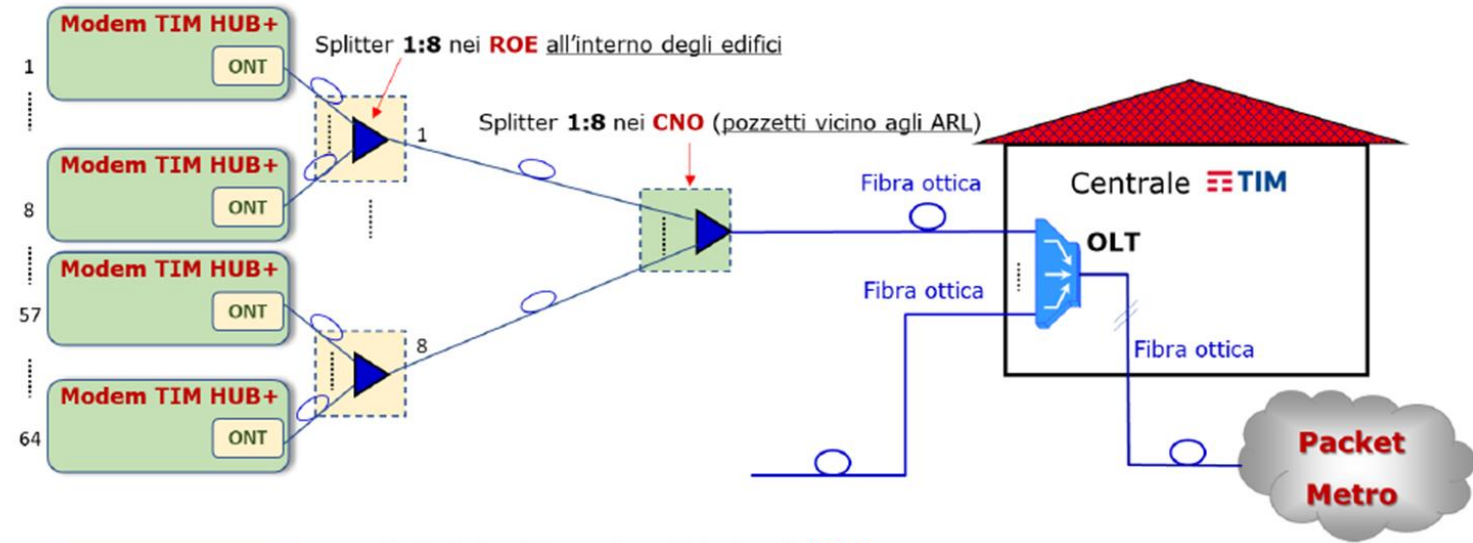 Modem TIM HUB+
ONT
1
Splitter 1:8 nei ROE all'interno degli edifici
1
Splitter 1:8 nei CNO (pozzetti vicino agli ARL)
Modem TIM HUB+
ONT
8
Modem TIM HUB+
ONT
57
8
Modem TIM HUB+
ONT
64
Fibra ottica
Centrale TIM
OLT
Fibra ottica
Fibra ottica
Packet
Metro